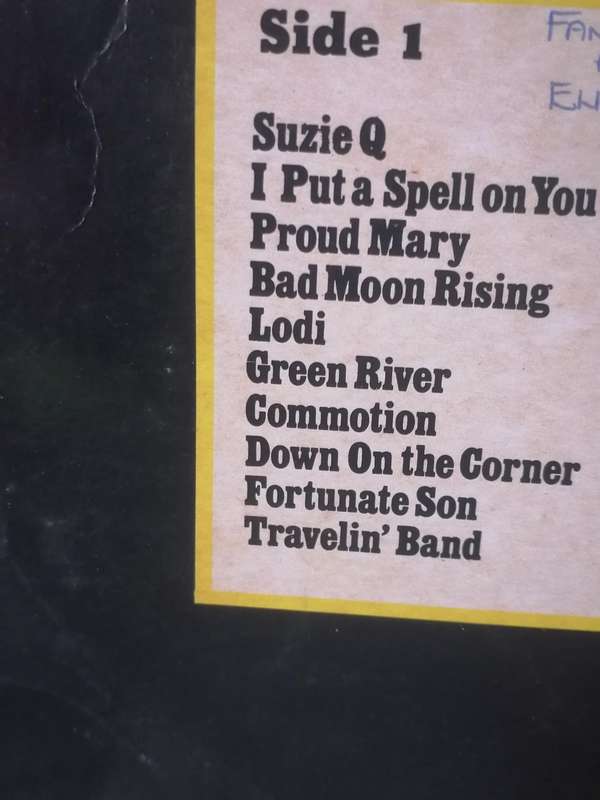 Side 1
Suzie Q
I Put a Spell on You
Proud Mary
Bad Moon Rising
Lodi
Green River
Commotion
Down On the Corner
Fortunate Son
Travelin' Band